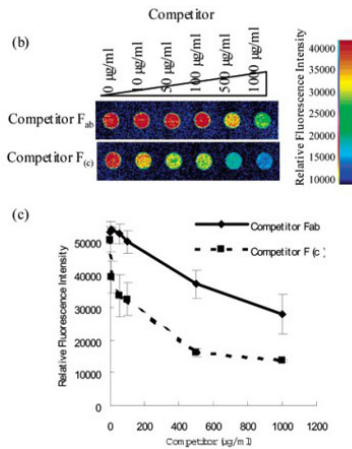 Competitor
(b)
0 µg/ml
10 µg/ml
50 µg/ml
100 µg/ml
500 µg/ml
1000 µg/ml
Competitor Fab
Competitor F(c)
Relative Fluorescence Intensity
40000
35000
30000
25000
20000
15000
10000
(c)
Relative Fluorescence Intensity
50000
40000
30000
20000
10000
0
0 200 400 600 800 1000 1200
Competitor (µg/ml)
Competitor Fab
Competitor F (c)